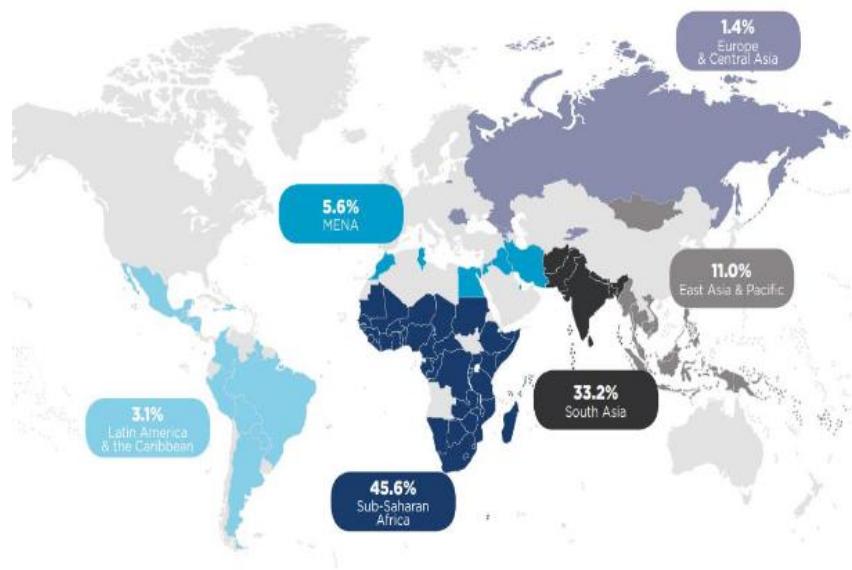 1.4%
Europe
& Central Asia
5.6%
MENA
11.0%
East Asia & Pacific
33.2%
South Asia
3.1%
Latin America
& the Caribbean
45.6%
Sub-Saharan
Africa